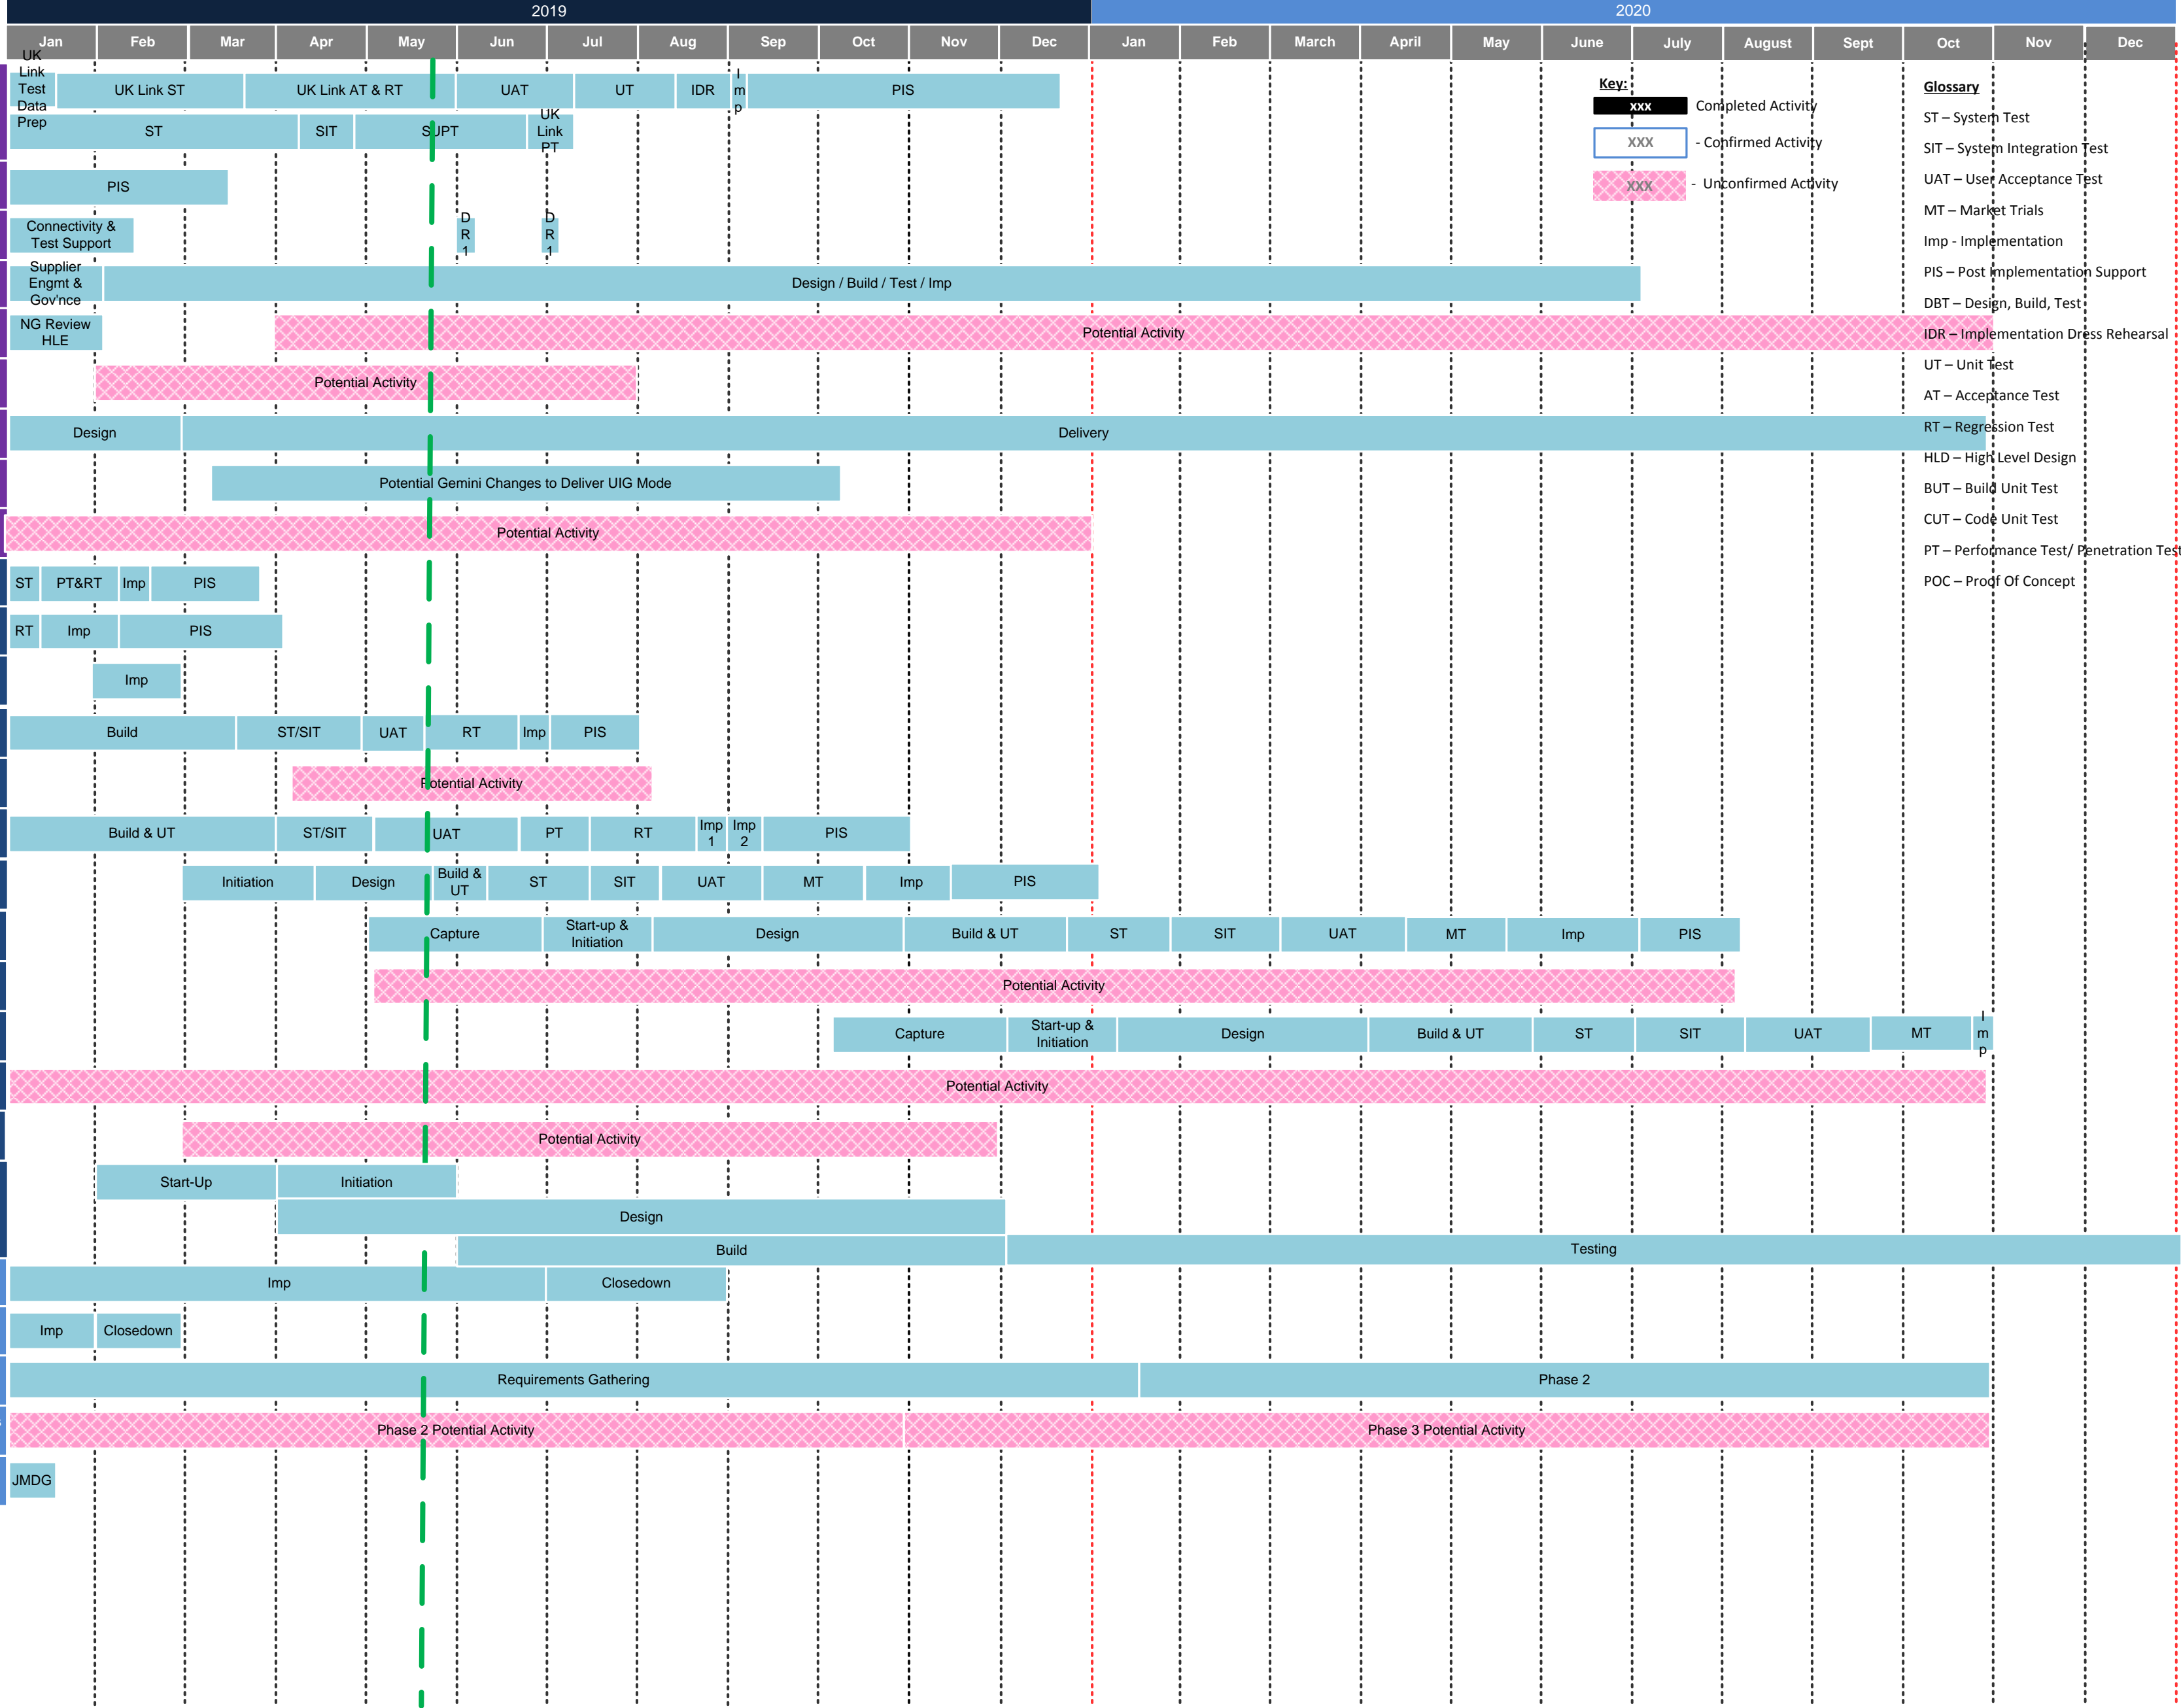 2019
2020
Jan Feb Mar Apr May Jun Jul Aug Sep Oct Nov Dec Jan Feb March April May June July August Sept Oct Nov Dec
UK
Link
Test
Data
Prep
UK Link ST
UK Link AT & RT
UAT
UT
IDR
I
m
p
PIS
Key:
xxx
Completed Activity
XXX
- Confirmed Activity
XXX
- Unconfirmed Activity
Glossary
ST – System Test
SIT – System Integration Test
UAT – User Acceptance Test
MT – Market Trials
Imp - Implementation
PIS – Post Implementation Support
DBT – Design, Build, Test
IDR – Implementation Dress Rehearsal
UT – Unit Test
AT – Acceptance Test
RT – Regression Test
HLD – High Level Design
BUT – Build Unit Test
CUT – Code Unit Test
PT – Performance Test/ Penetration Test
POC – Proof Of Concept
ST
SIT
SUPT
UK
Link
PT
PIS
Connectivity &
Test Support
D
R
1
D
R
1
Supplier
Engmt &
Gov'nce
Design / Build / Test / Imp
NG Review
HLE
Potential Activity
Potential Activity
Design
Delivery
Potential Gemini Changes to Deliver UIG Mode
Potential Activity
ST
PT&RT
Imp
PIS
RT
Imp
PIS
Imp
Build
ST/SIT
UAT
RT
Imp
PIS
Potential Activity
Build & UT
ST/SIT
UAT
PT
RT
Imp
1
Imp
2
PIS
Initiation
Design
Build &
UT
ST
SIT
UAT
MT
Imp
PIS
Capture
Start-up &
Initiation
Design
Build & UT
ST
SIT
UAT
MT
Imp
PIS
Potential Activity
Capture
Start-up &
Initiation
Design
Build & UT
ST
SIT
UAT
MT
I
m
p
Potential Activity
Potential Activity
Start-Up
Initiation
Design
Build
Testing
Imp
Closedown
Imp
Closedown
Requirements Gathering
Phase 2
Phase 2 Potential Activity
Phase 3 Potential Activity
JMDG